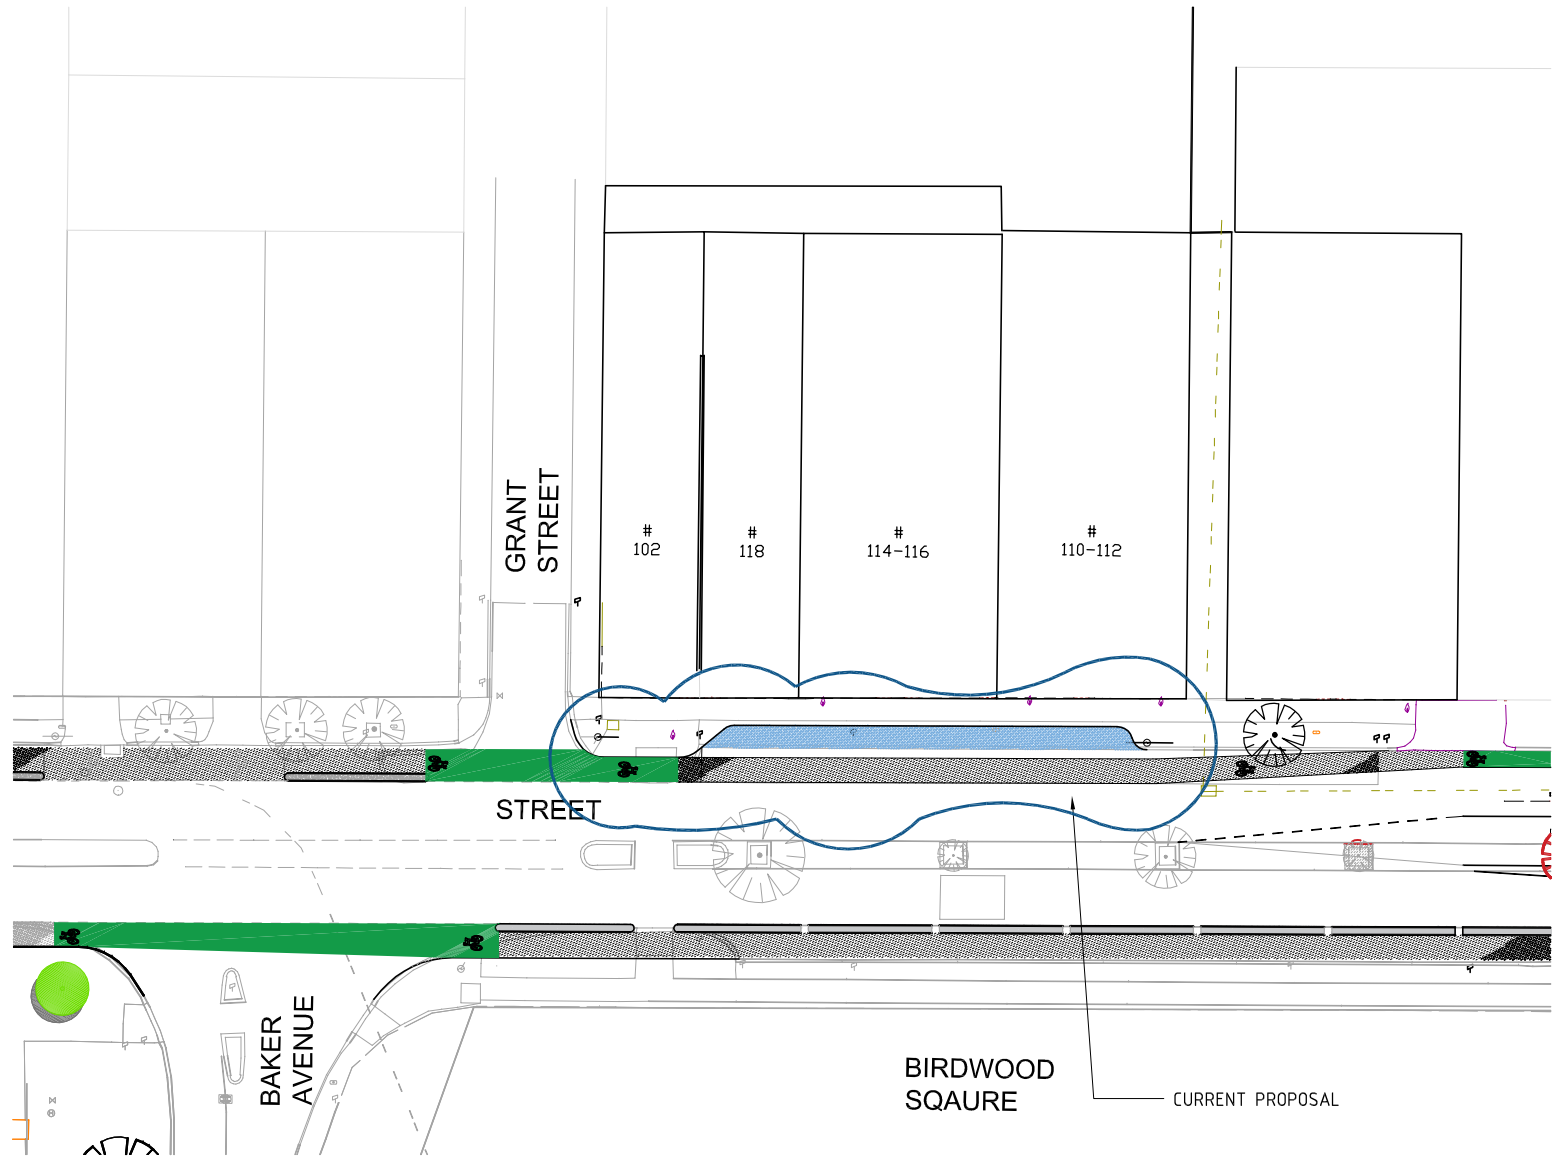 GRANT
STREET
#
102
#
118
#
114-116
#
110-112
STREET
BAKER
AVENUE
BIRDWOOD
SQAURE
CURRENT PROPOSAL